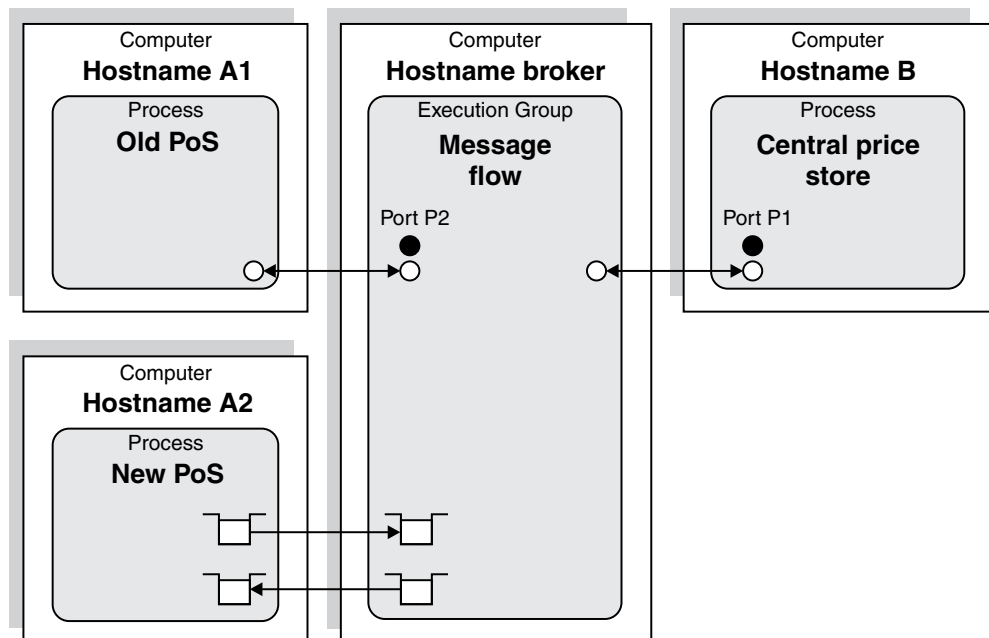 Computer
Hostname A1
Process
Old PoS
Computer
Hostname broker
Execution Group
Message
flow
Port P2
Computer
Hostname B
Process
Central price
store
Port P1
Computer
Hostname A2
Process
New PoS